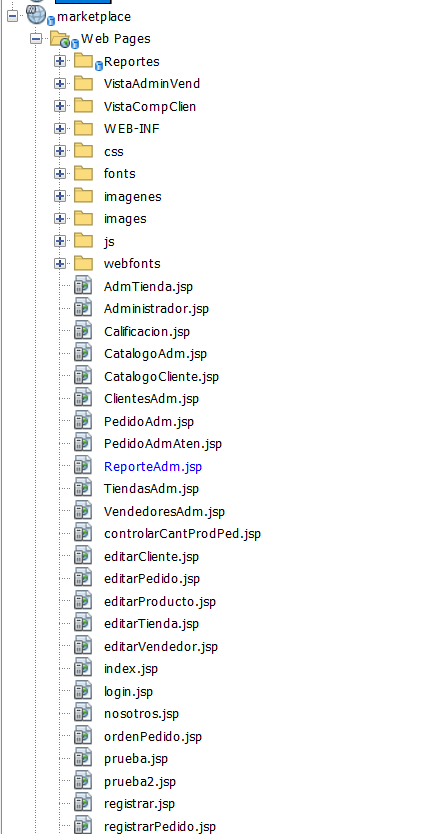 marketplace
Web Pages
Reportes
VistaAdminVend
VistaCompClien
WEB-INF
css
fonts
imagenes
images
js
webfonts
AdmTienda.jsp
Administrador.jsp
Calificacion.jsp
CatalogoAdm.jsp
CatalogoCliente.jsp
ClientesAdm.jsp
PedidoAdm.jsp
PedidoAdmAten.jsp
ReporteAdm.jsp
TiendasAdm.jsp
VendedoresAdm.jsp
controlarCantProdPed.jsp
editarCliente.jsp
editarPedido.jsp
editarProducto.jsp
editarTienda.jsp
editarVendedor.jsp
index.jsp
login.jsp
nosotros.jsp
ordenPedido.jsp
prueba.jsp
prueba2.jsp
registrar.jsp
registrarPedido.jsp